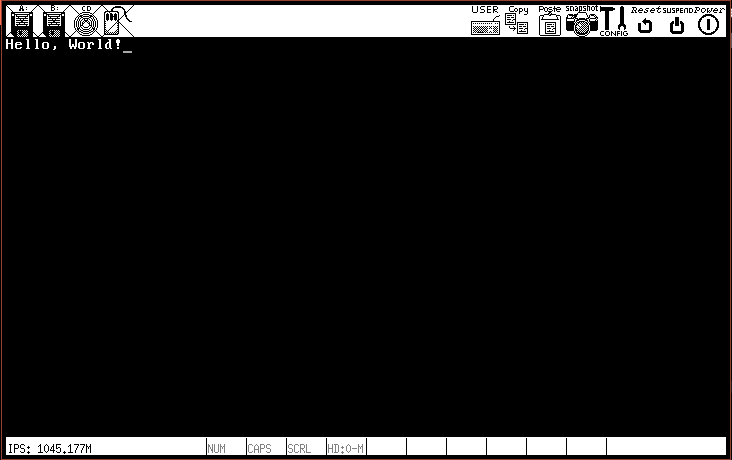 A: B: CD USER Copy Paste snapshot CONFIG Reset SUSPEND Power
Hello, World!_
IPS: 1045.177M NUM CAPS SCRL HD:0-M